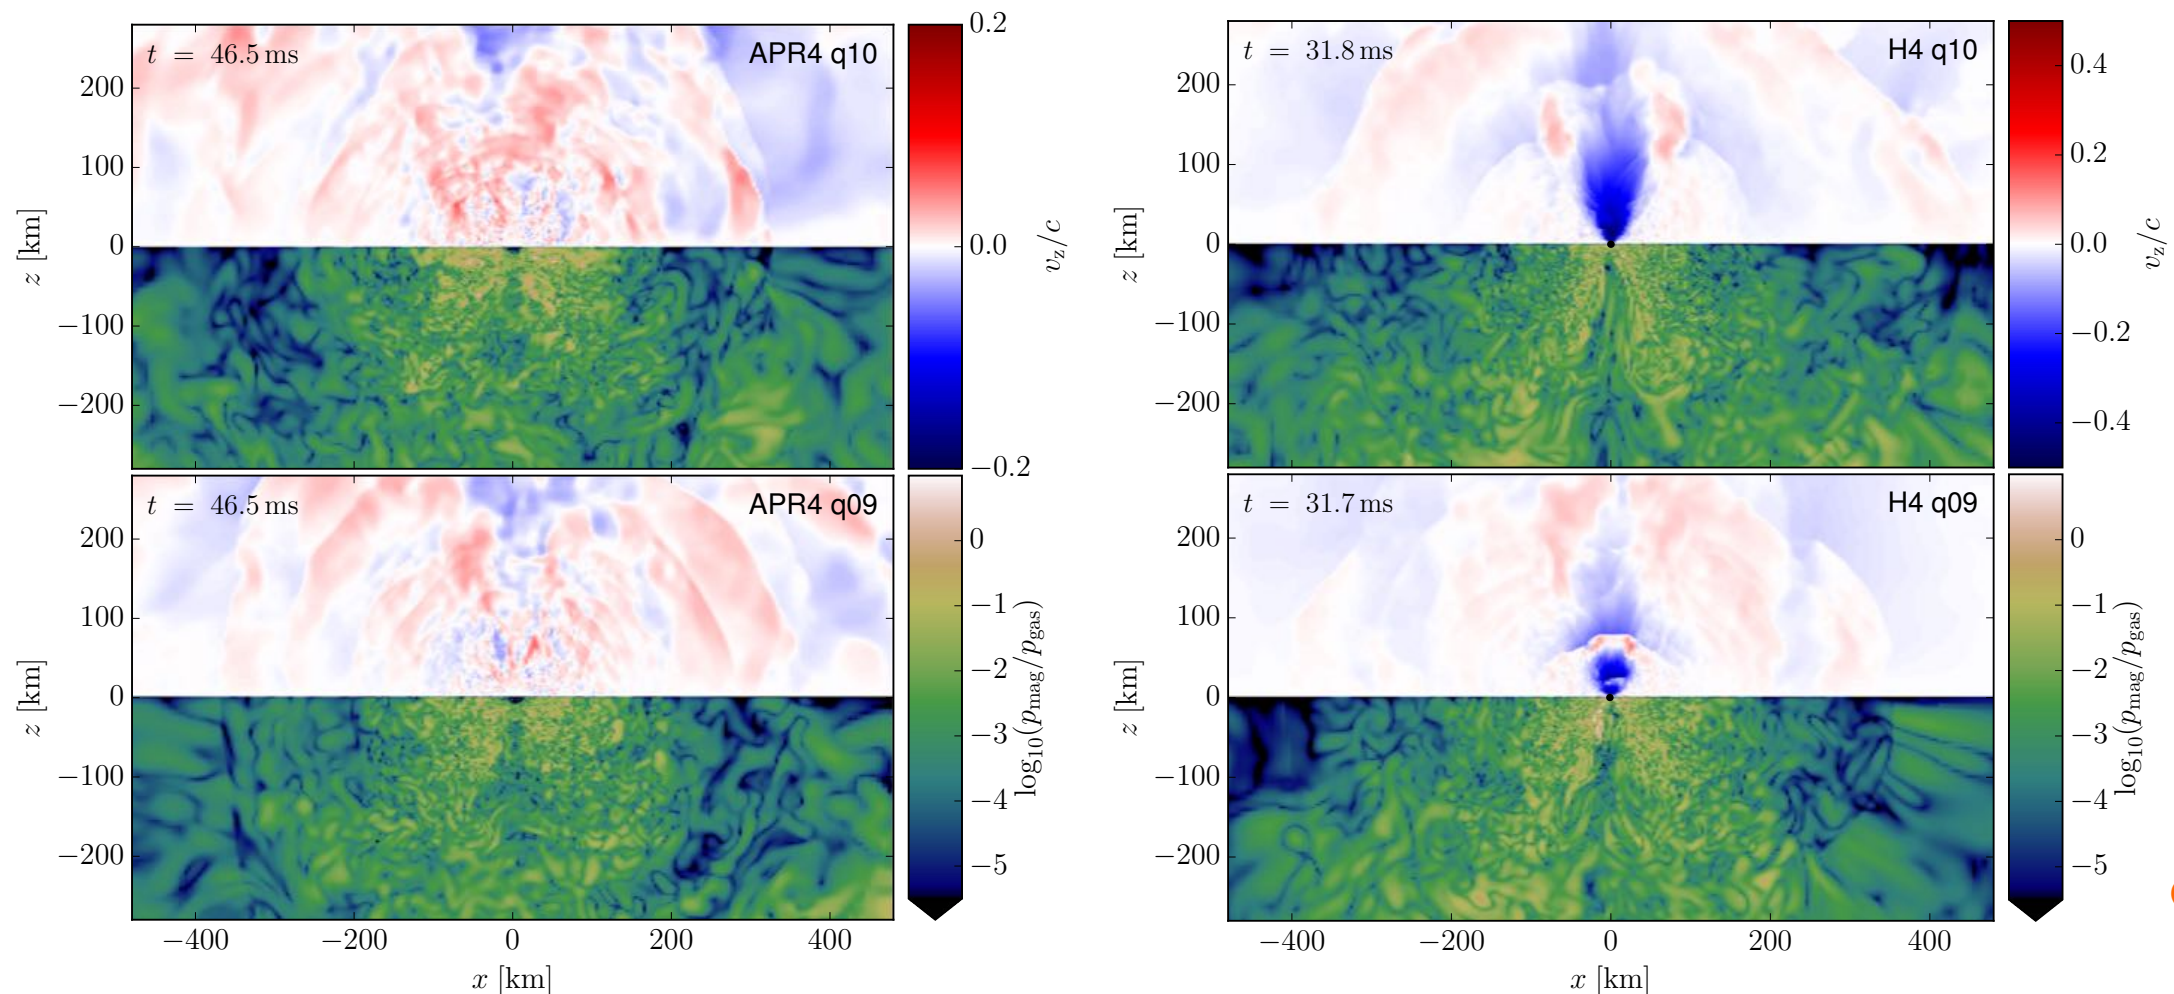 t = 46.5 ms
APR4 q10
200
100
0
−100
−200
z [km]
0.2
0.0
−0.2
v_z/c
t = 46.5 ms
APR4 q09
200
100
0
−100
−200
z [km]
−400
−200
0
200
400
x [km]
0
−1
−2
−3
−4
−5
log₁₀(p_mag/p_gas)
t = 31.8 ms
H4 q10
200
100
0
−100
−200
z [km]
0.4
0.2
0.0
−0.2
−0.4
v_z/c
t = 31.7 ms
H4 q09
200
100
0
−100
−200
z [km]
−400
−200
0
200
400
x [km]
0
−1
−2
−3
−4
−5
log₁₀(p_mag/p_gas)